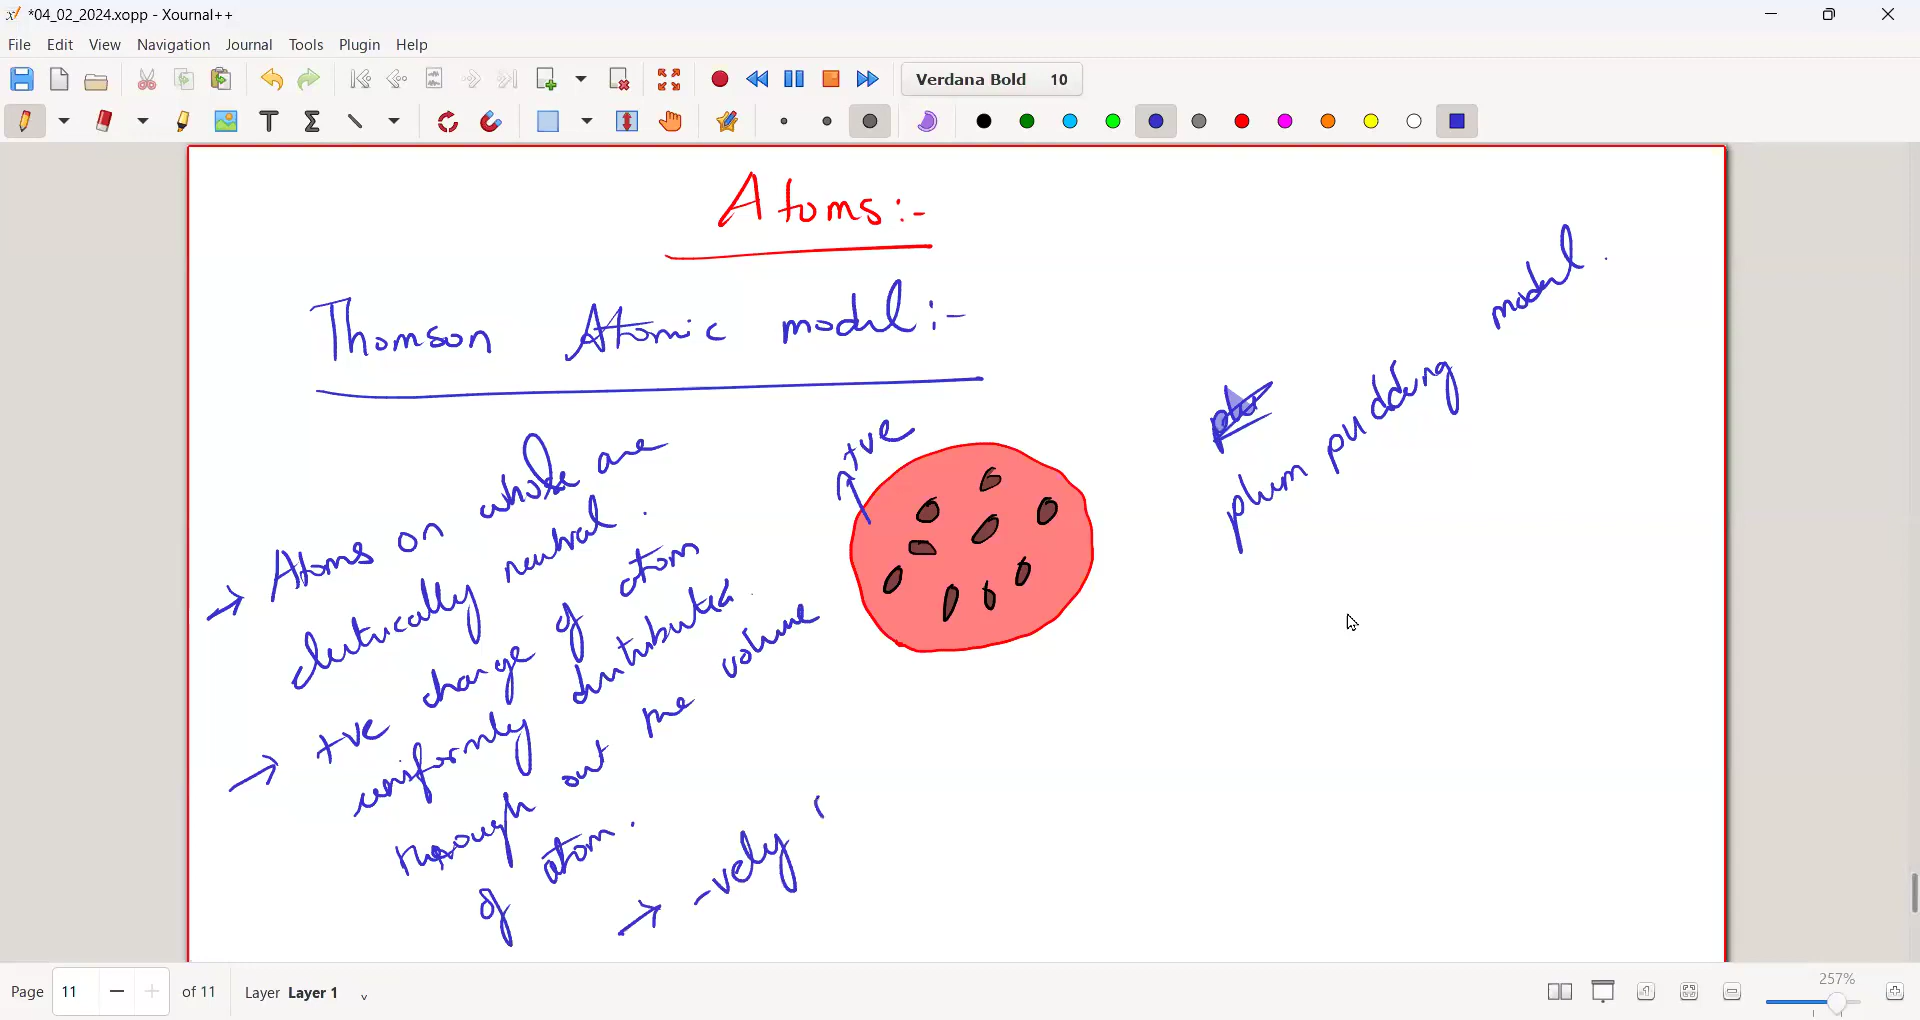 *04_02_2024.xopp - Xournal++
File Edit View Navigation Journal Tools Plugin Help
Verdana Bold 10
Atoms:-
Thomson Atomic model:-
→ Atoms on whole are
electrically neutral.
→ +ve charge of atom
uniformly distributed
through out the volume
of atom.
→ -vely
+ve
plum pudding model.
Page 11 of 11 Layer Layer 1 257%